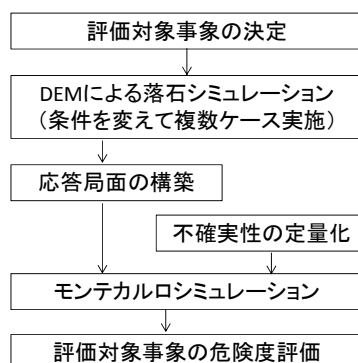 評価対象事象の決定
DEMによる落石シミュレーション
（条件を変えて複数ケース実施）
応答局面の構築
不確実性の定量化
モンテカルロシミュレーション
評価対象事象の危険度評価